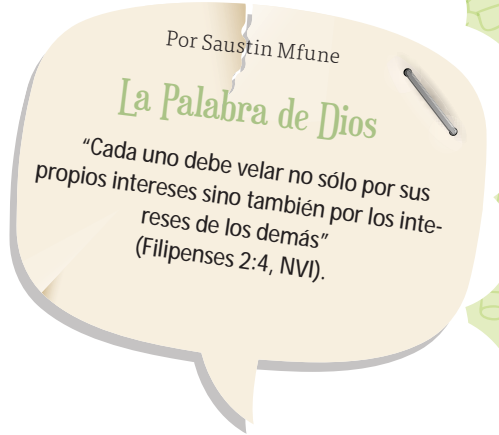 Por Saustin Mfune
La Palabra de Dios
“Cada uno debe velar no sólo por sus
propios intereses sino también por los inte-
reses de los demás”
(Filipenses 2:4, NVI).